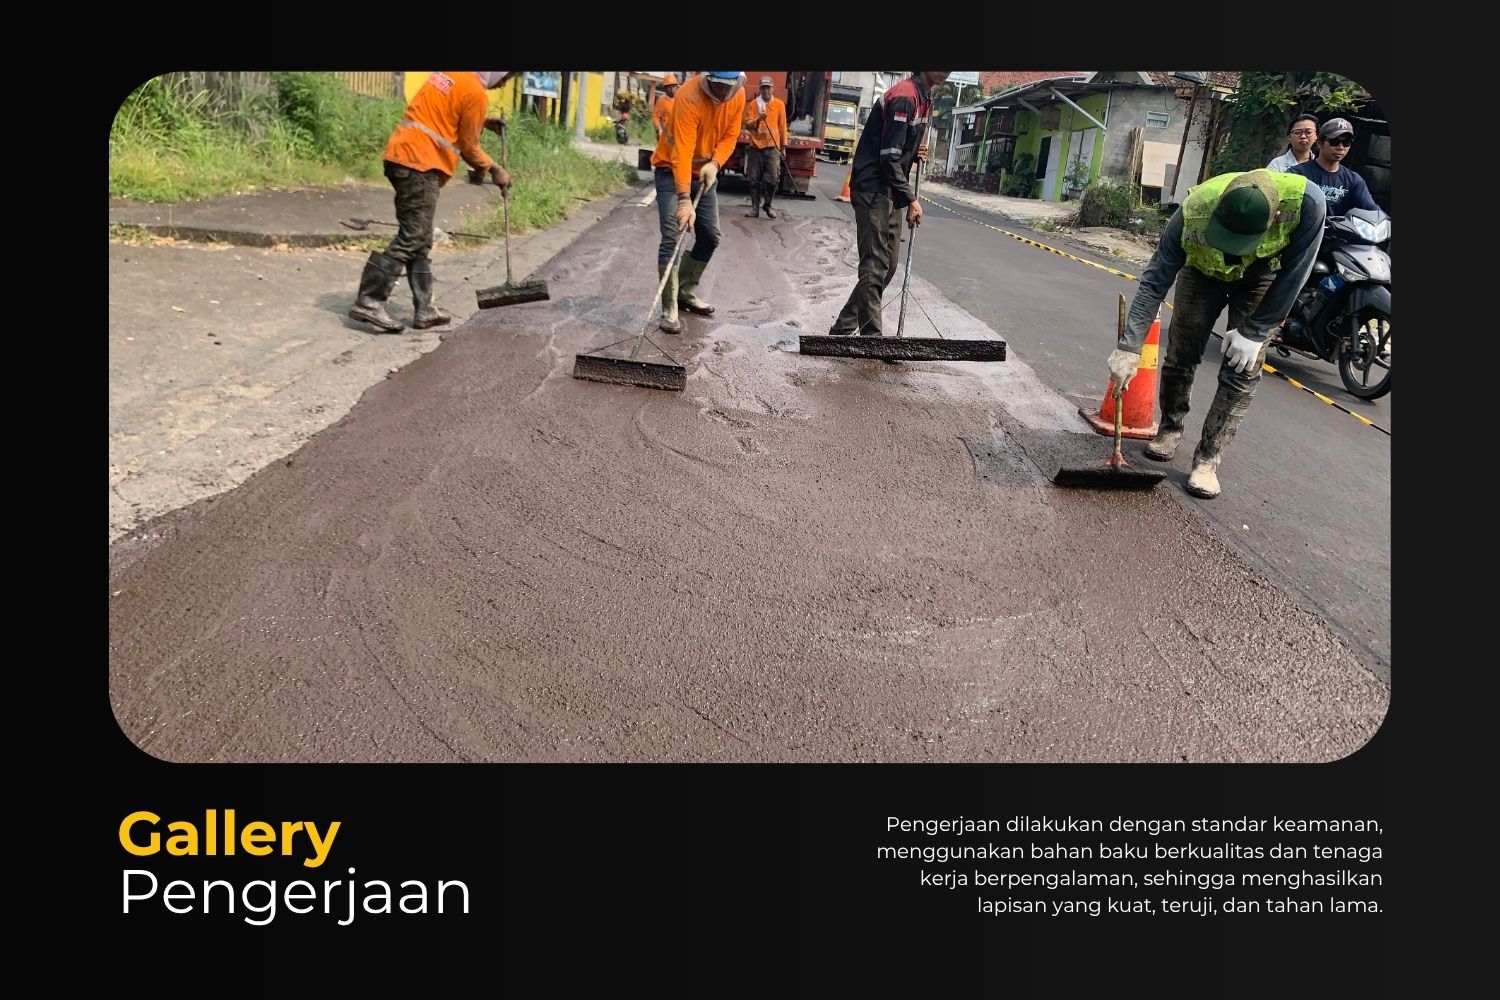 Gallery
Pengerjaan
Pengerjaan dilakukan dengan standar keamanan,
menggunakan bahan baku berkualitas dan tenaga
kerja berpengalaman, sehingga menghasilkan
lapisan yang kuat, teruji, dan tahan lama.